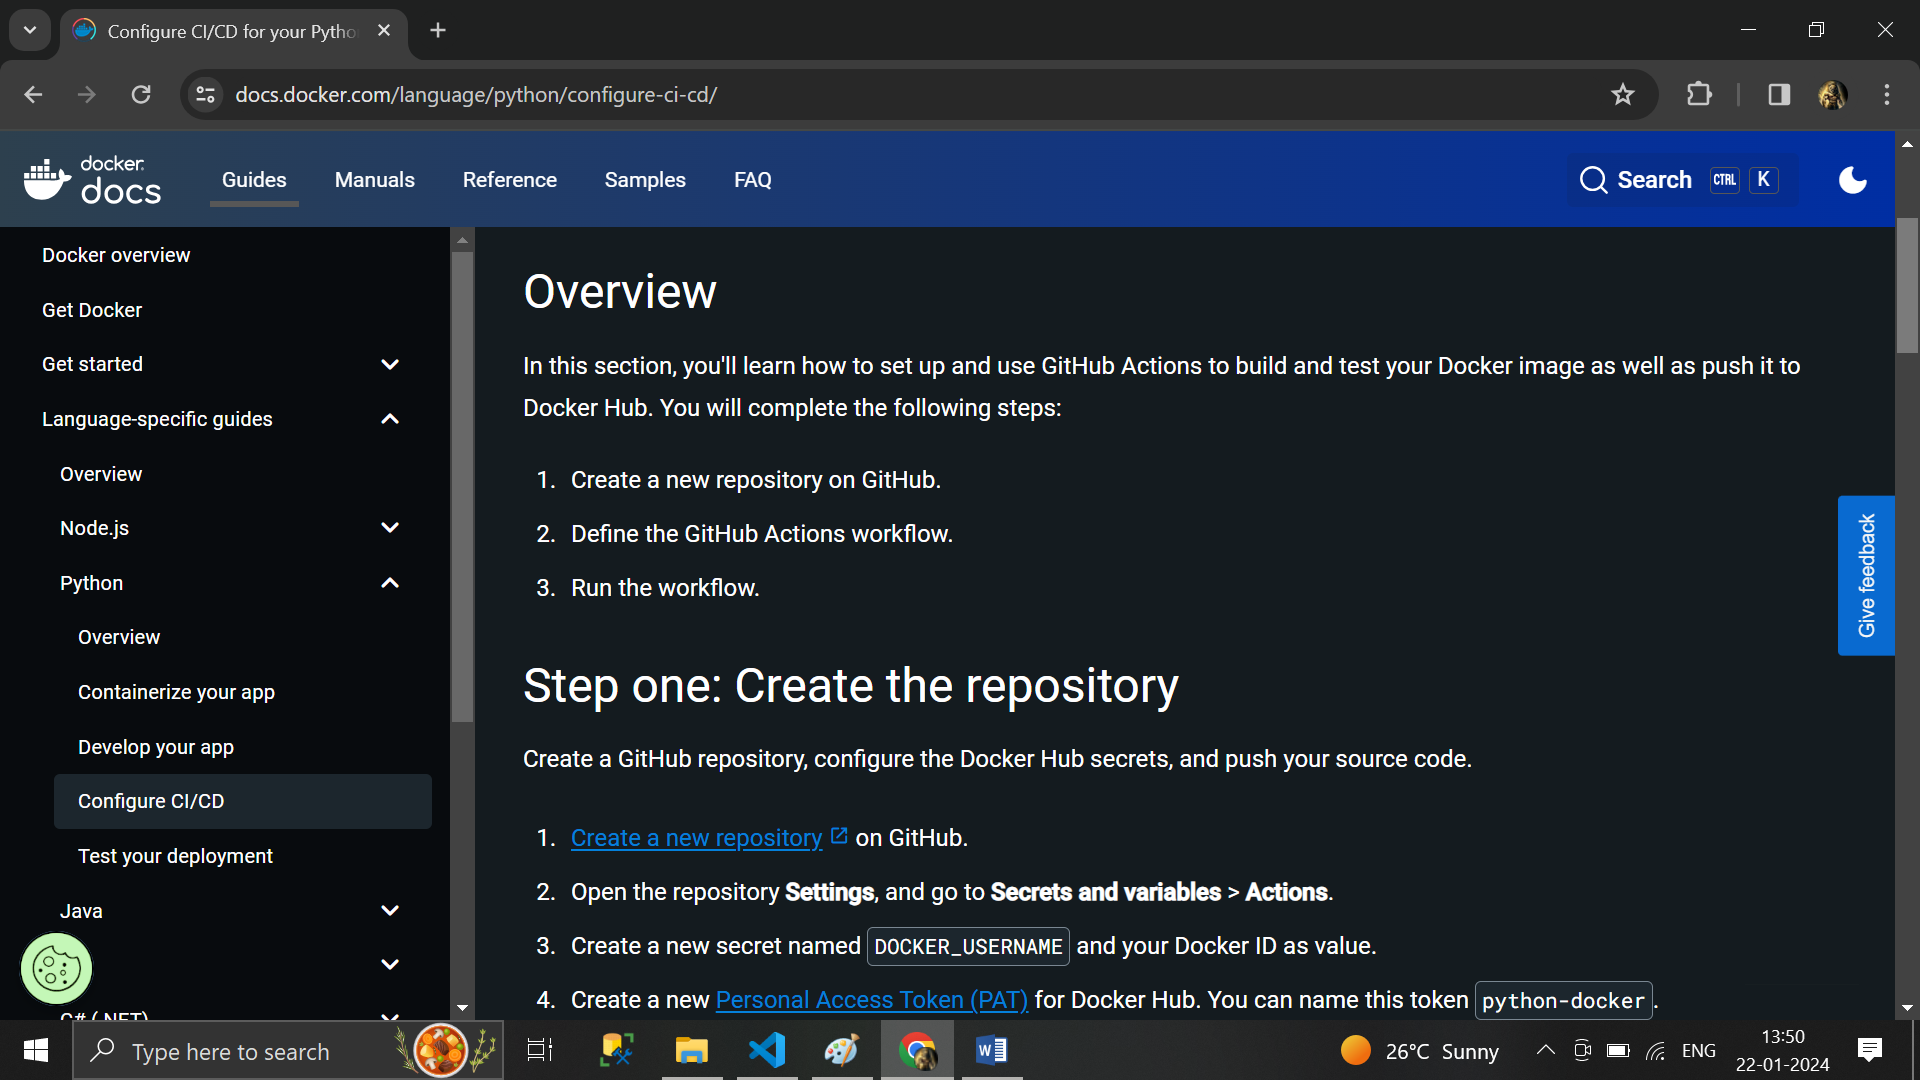 Configure CI/CD for your Pytho
docs.docker.com/language/python/configure-ci-cd/
docker
docs
Guides
Manuals
Reference
Samples
FAQ
Search CTRL K
Docker overview
Get Docker
Get started
Language-specific guides
Overview
Node.js
Python
Overview
Containerize your app
Develop your app
Configure CI/CD
Test your deployment
Java
C# (.NET)
Overview
In this section, you'll learn how to set up and use GitHub Actions to build and test your Docker image as well as push it to
Docker Hub. You will complete the following steps:
1. Create a new repository on GitHub.
2. Define the GitHub Actions workflow.
3. Run the workflow.
Step one: Create the repository
Create a GitHub repository, configure the Docker Hub secrets, and push your source code.
1. Create a new repository on GitHub.
2. Open the repository Settings, and go to Secrets and variables > Actions.
3. Create a new secret named DOCKER_USERNAME and your Docker ID as value.
4. Create a new Personal Access Token (PAT) for Docker Hub. You can name this token python-docker.
Give feedback
Type here to search
26°C Sunny
ENG
13:50
22-01-2024